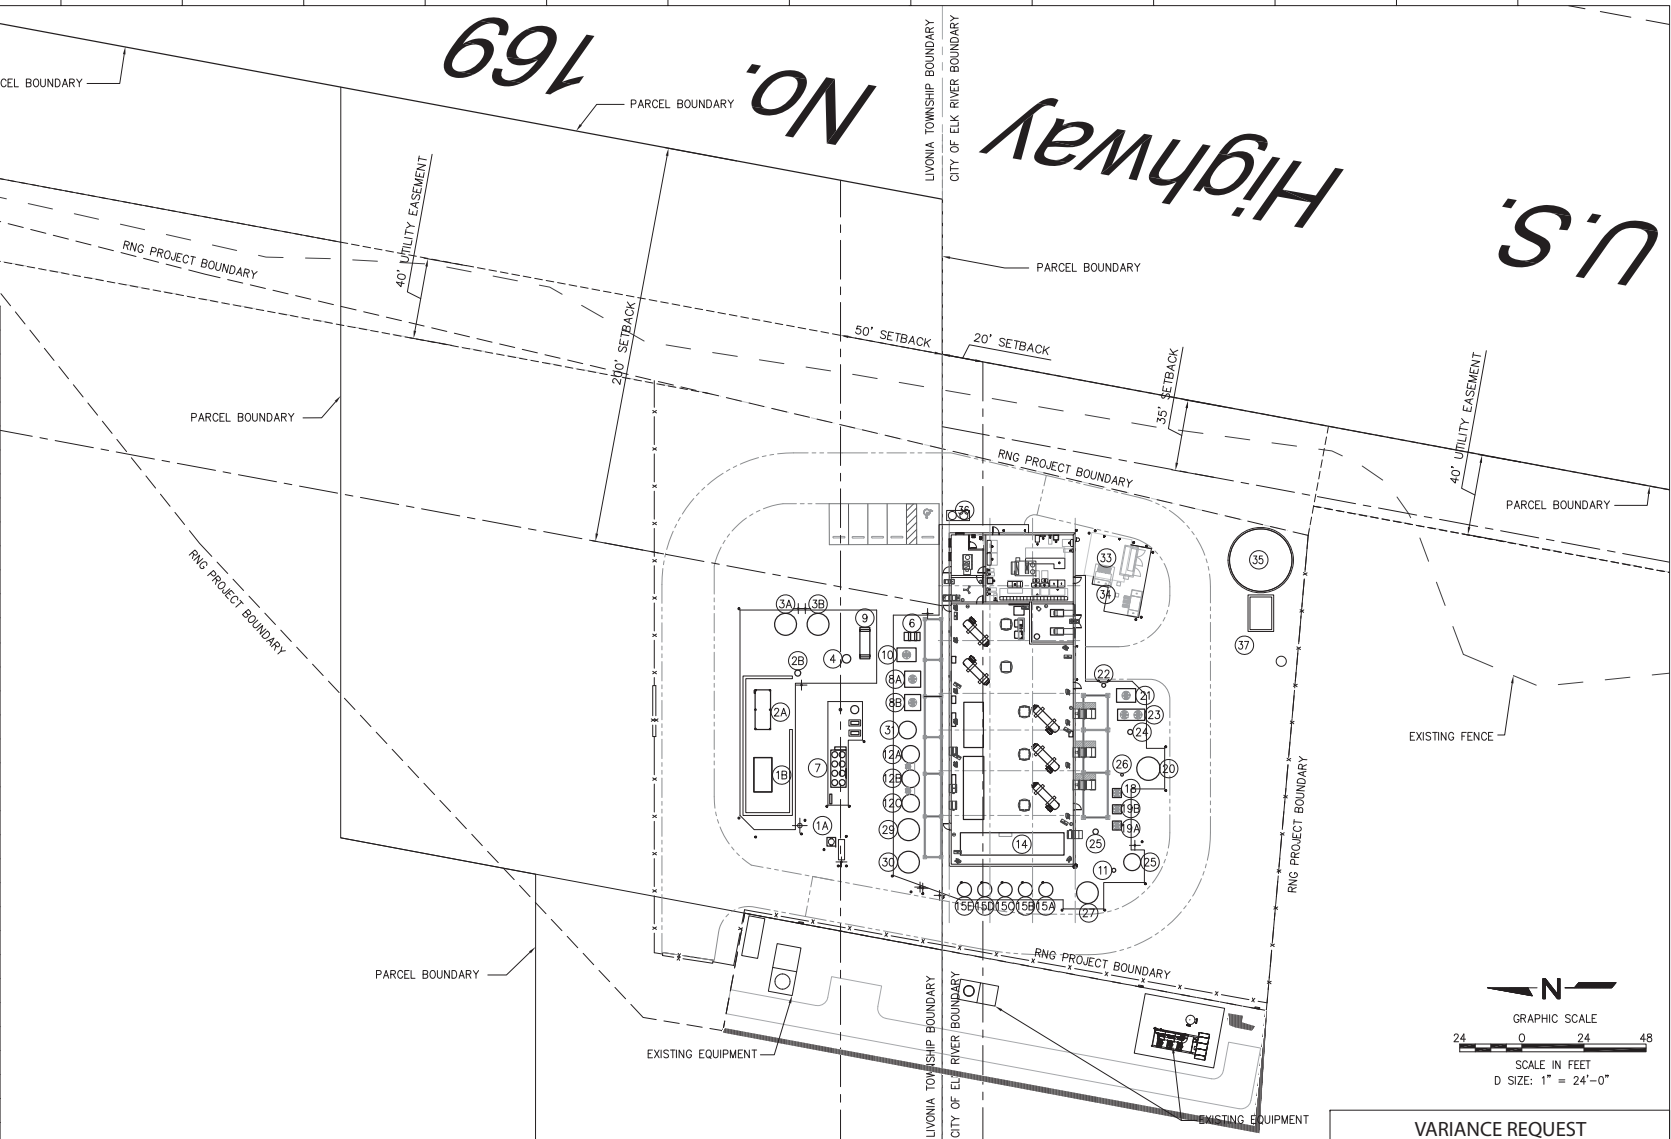 U.S. Highway No. 169
CEL BOUNDARY
PARCEL BOUNDARY
LIVONIA TOWNSHIP BOUNDARY
CITY OF ELK RIVER BOUNDARY
40' UTILITY EASEMENT
RNG PROJECT BOUNDARY
200' SETBACK
PARCEL BOUNDARY
50' SETBACK
20' SETBACK
35' SETBACK
40' UTILITY EASEMENT
PARCEL BOUNDARY
RNG PROJECT BOUNDARY
PARCEL BOUNDARY
RNG PROJECT BOUNDARY
36
33
34
35
37
3A
3B
9
6
4
2B
10
8A
8B
2A
31
12A
12B
12C
1B
7
1A
29
30
14
22
21
23
24
26
20
18
19B
19A
25
25
11
15E
15D
15C
15B
15A
27
EXISTING FENCE
RNG PROJECT BOUNDARY
RNG PROJECT BOUNDARY
PARCEL BOUNDARY
EXISTING EQUIPMENT
LIVONIA TOWNSHIP BOUNDARY
CITY OF ELK RIVER BOUNDARY
EXISTING EQUIPMENT
N
GRAPHIC SCALE
24 0 24 48
SCALE IN FEET
D SIZE: 1" = 24'-0"
VARIANCE REQUEST